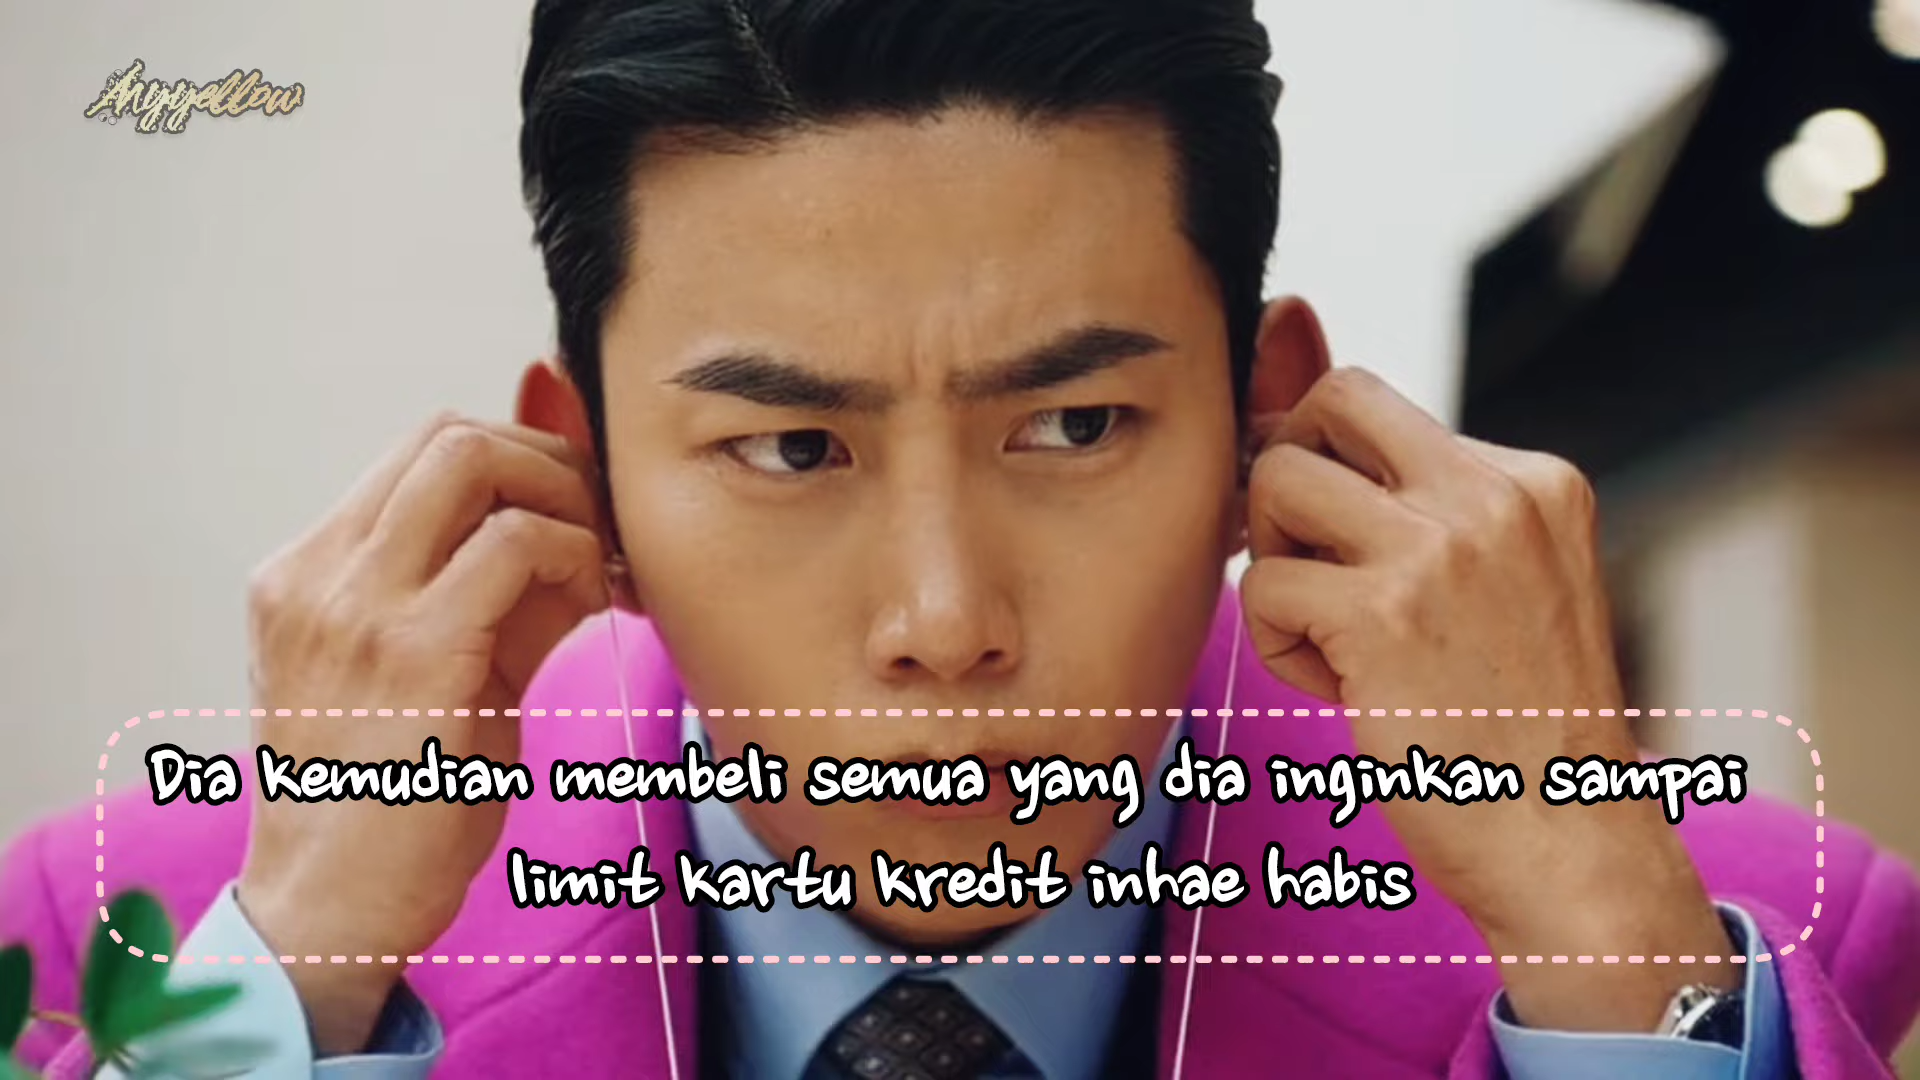 Anyyellow
Dia kemudian membeli semua yang dia inginkan sampai
limit kartu kredit inhae habis